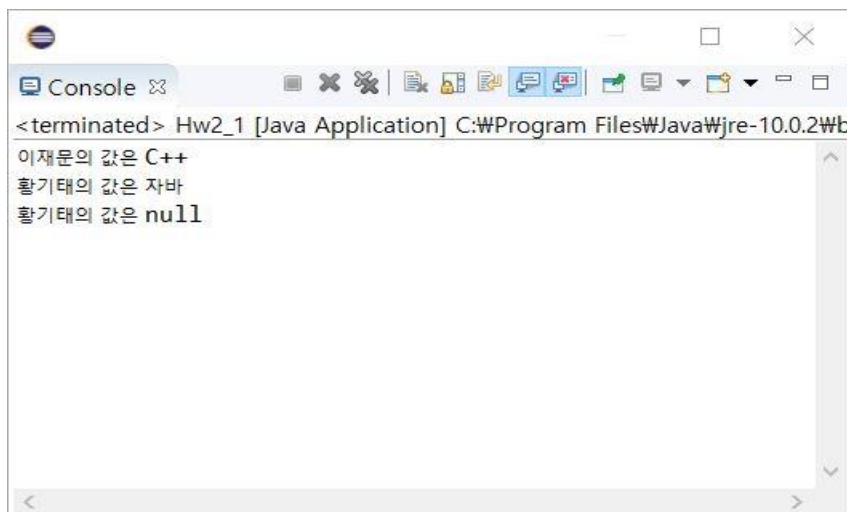 Console
<terminated> Hw2_1 [Java Application] C:₩Program Files₩Java₩jre-10.0.2₩b
이재문의 값은 C++
황기태의 값은 자바
황기태의 값은 null